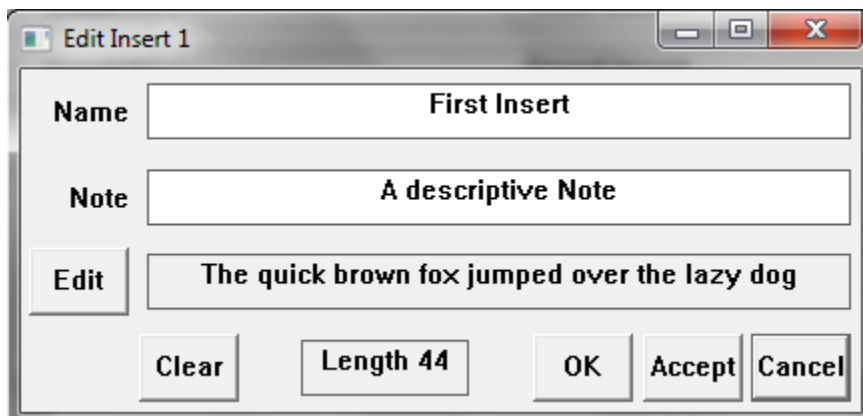 Edit Insert 1
Name First Insert
Note A descriptive Note
Edit The quick brown fox jumped over the lazy dog
Clear Length 44 OK Accept Cancel